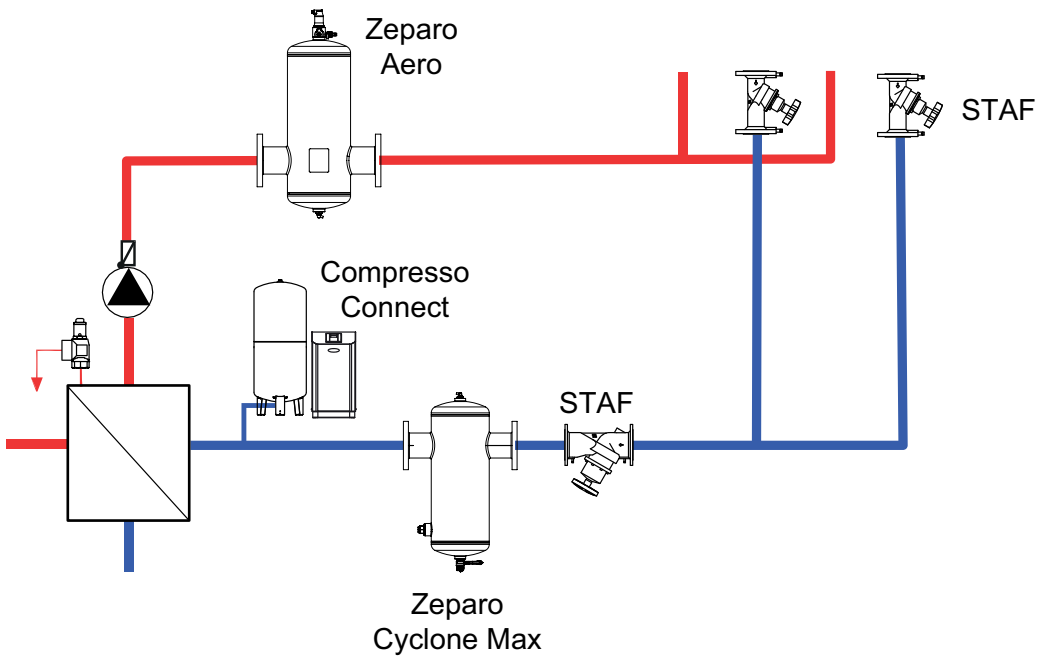 Zeparo
Aero
STAF
Compresso
Connect
STAF
Zeparo
Cyclone Max